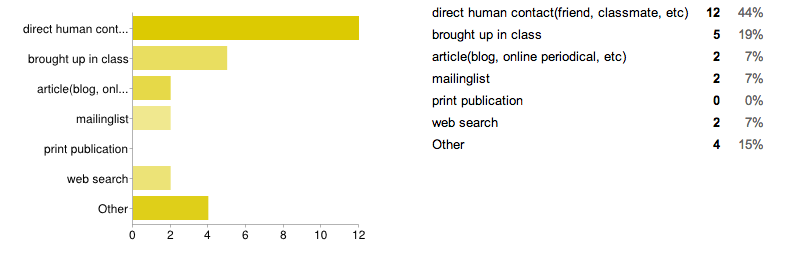 direct human cont...
brought up in class
article(blog, onl...
mailinglist
print publication
web search
Other
0 2 4 6 8 10 12
direct human contact(friend, classmate, etc) 12 44%
brought up in class 5 19%
article(blog, online periodical, etc) 2 7%
mailinglist 2 7%
print publication 0 0%
web search 2 7%
Other 4 15%